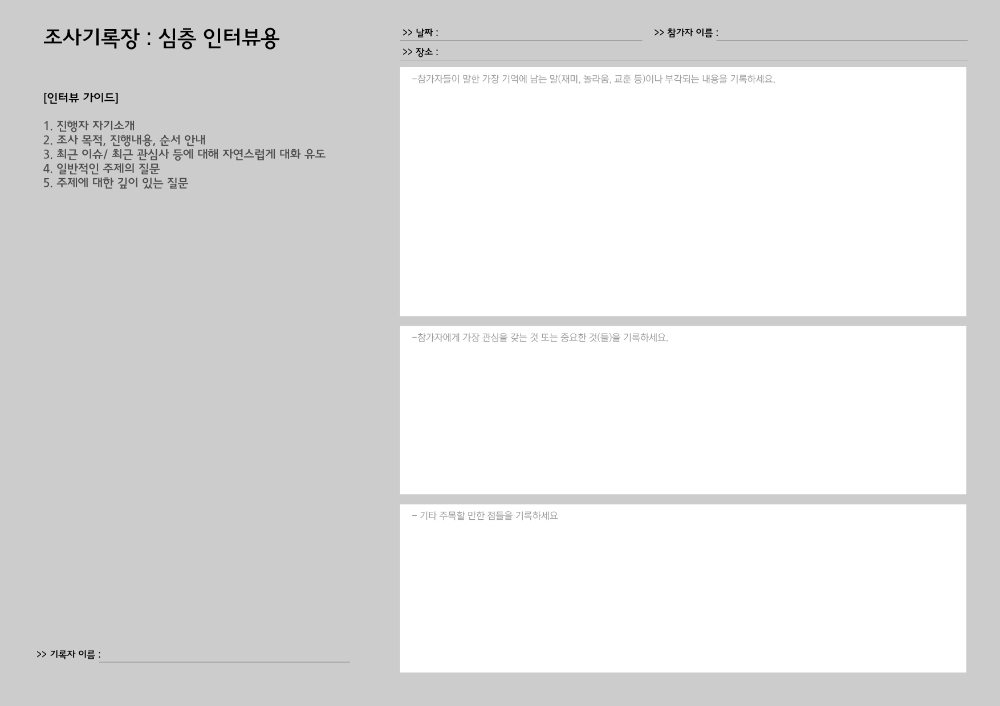 조사기록장 : 심층 인터뷰용
[인터뷰 가이드]
1. 진행자 자기소개
2. 조사 목적, 진행내용, 순서 안내
3. 최근 이슈/ 최근 관심사 등에 대해 자연스럽게 대화 유도
4. 일반적인 주제의 질문
5. 주제에 대한 깊이 있는 질문
>> 기록자 이름 :
>> 날짜 :
>> 참가자 이름 :
>> 장소 :
-참가자들이 말한 가장 기억에 남는 말(재미, 놀라움, 교훈 등)이나 부각되는 내용을 기록하세요.
-참가자에게 가장 관심을 갖는 것 또는 중요한 것(들)을 기록하세요.
- 기타 주목할 만한 점들을 기록하세요